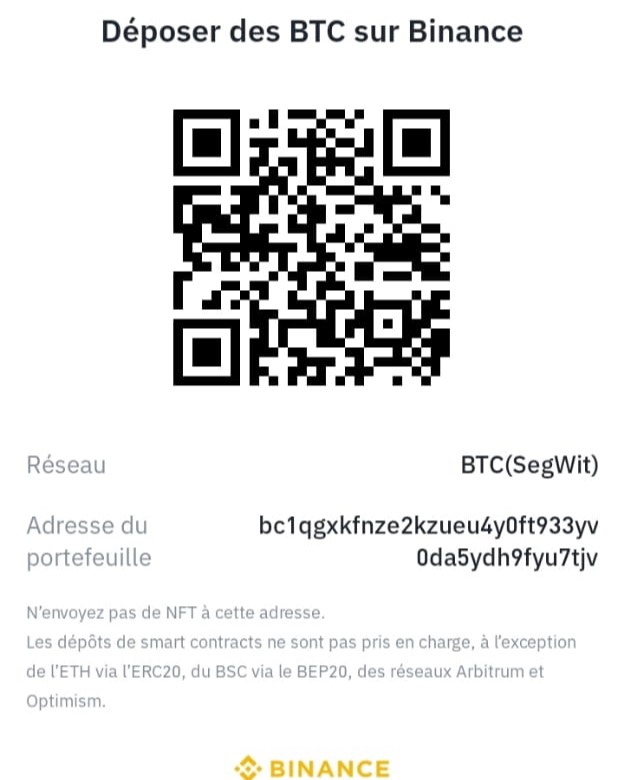 Déposer des BTC sur Binance
Réseau
BTC(SegWit)
Adresse du
portefeuille
bc1qgxkfnze2kzueu4y0ft933yv
0da5ydh9fyu7tjv
N'envoyez pas de NFT à cette adresse.
Les dépôts de smart contracts ne sont pas pris en charge, à l'exception
de l'ETH via l'ERC20, du BSC via le BEP20, des réseaux Arbitrum et
Optimism.
BINANCE